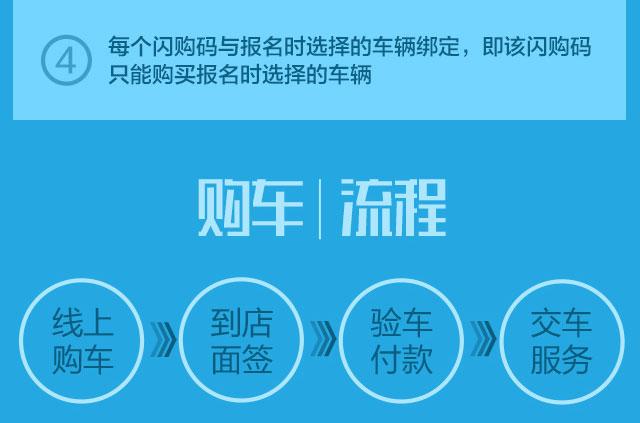 ④ 每个闪购码与报名时选择的车辆绑定，即该闪购码
只能购买报名时选择的车辆
购车 | 流程
线上 到店 验车 交车
购车 面签 付款 服务